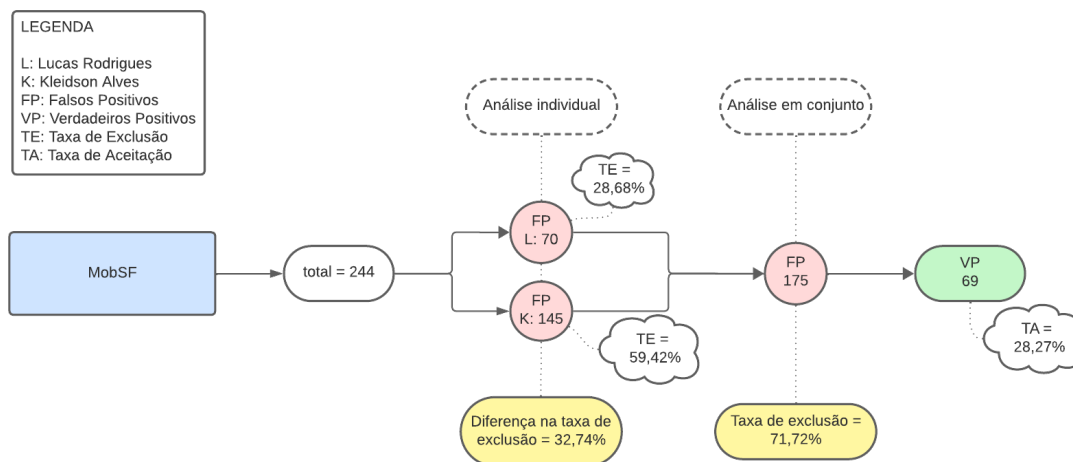 LEGENDA
L: Lucas Rodrigues
K: Kleidson Alves
FP: Falsos Positivos
VP: Verdadeiros Positivos
TE: Taxa de Exclusão
TA: Taxa de Aceitação
Análise individual
Análise em conjunto
TE =
28,68%
MobSF
total = 244
FP
L: 70
FP
K: 145
TE =
59,42%
FP
175
VP
69
TA =
28,27%
Diferença na taxa de
exclusão = 32,74%
Taxa de exclusão =
71,72%